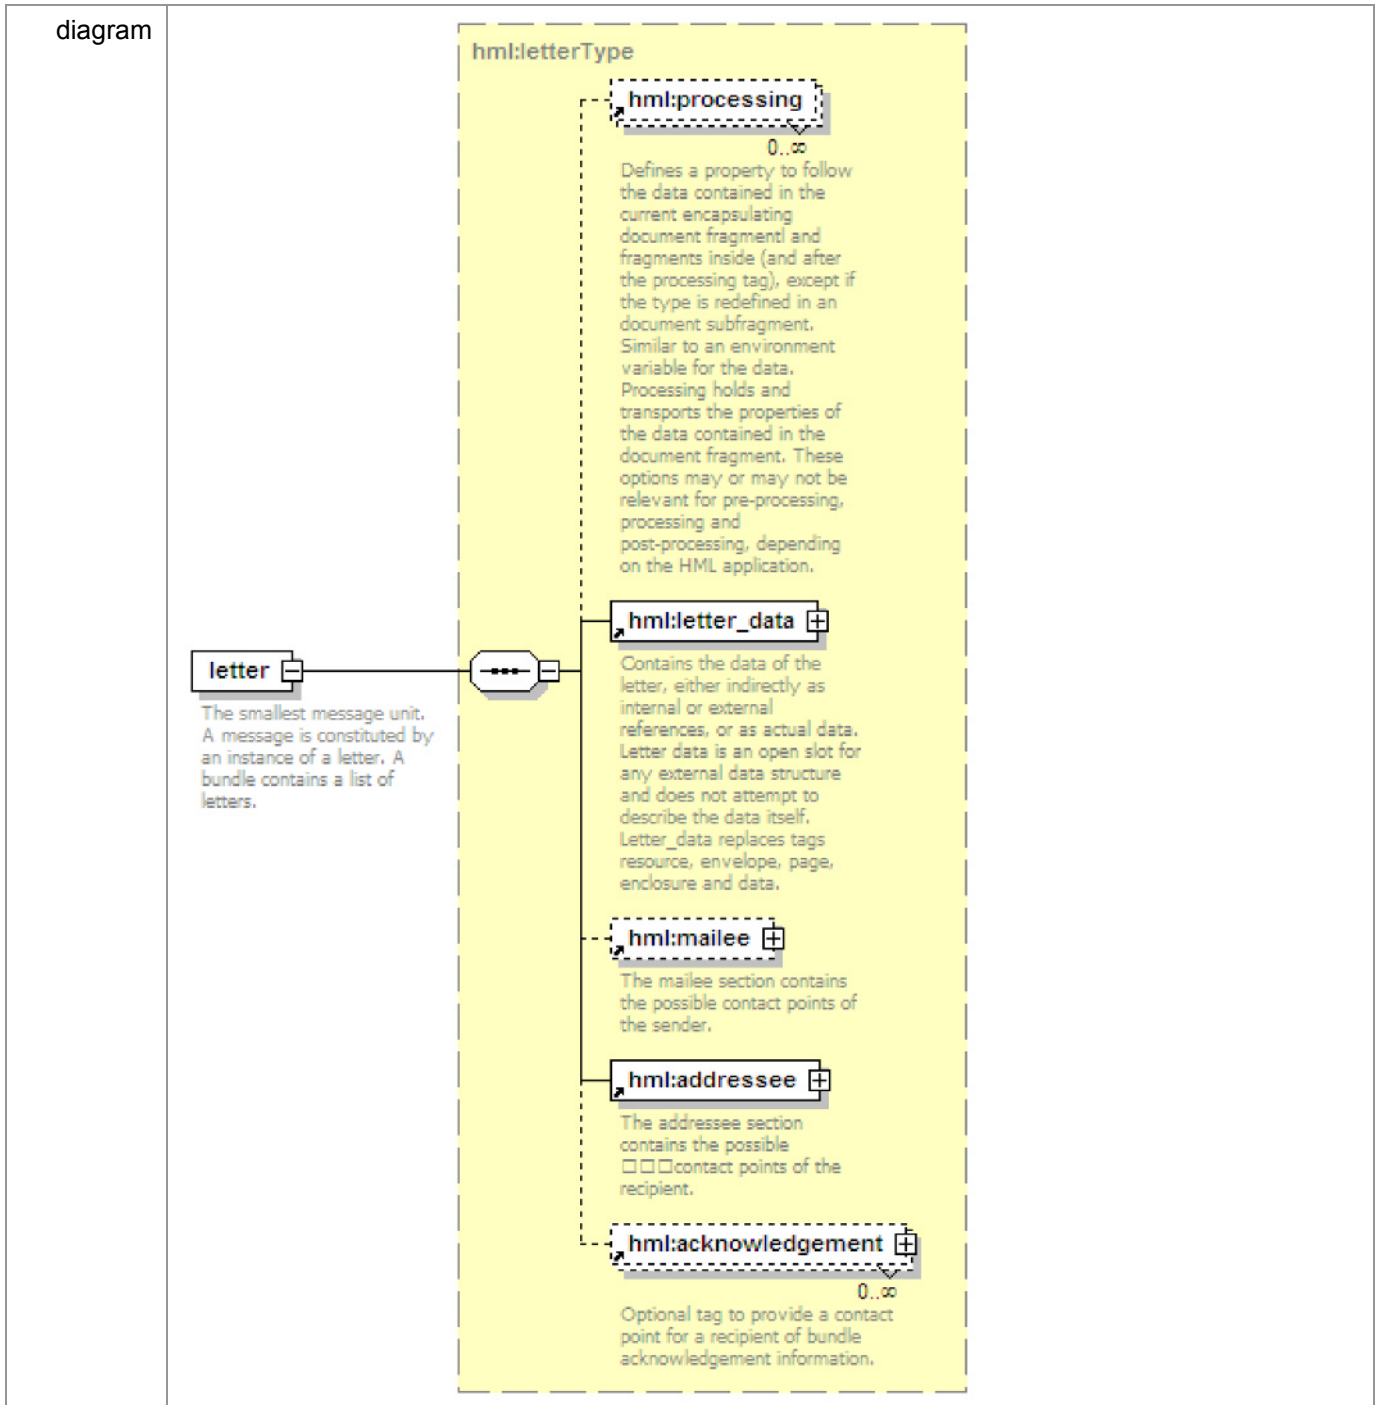 diagram
hml:letterType
hml:processing
0..∞
Defines a property to follow
the data contained in the
current encapsulating
document fragmentl and
fragments inside (and after
the processing tag), except if
the type is redefined in an
document subfragment.
Similar to an environment
variable for the data.
Processing holds and
transports the properties of
the data contained in the
document fragment. These
options may or may not be
relevant for pre-processing,
processing and
post-processing, depending
on the HML application.
letter
The smallest message unit.
A message is constituted by
an instance of a letter. A
bundle contains a list of
letters.
hml:letter_data
Contains the data of the
letter, either indirectly as
internal or external
references, or as actual data.
Letter data is an open slot for
any external data structure
and does not attempt to
describe the data itself.
Letter_data replaces tags
resource, envelope, page,
enclosure and data.
hml:mailee
The mailee section contains
the possible contact points of
the sender.
hml:addressee
The addressee section
contains the possible
□□□contact points of the
recipient.
hml:acknowledgement
0..∞
Optional tag to provide a contact
point for a recipient of bundle
acknowledgement information.